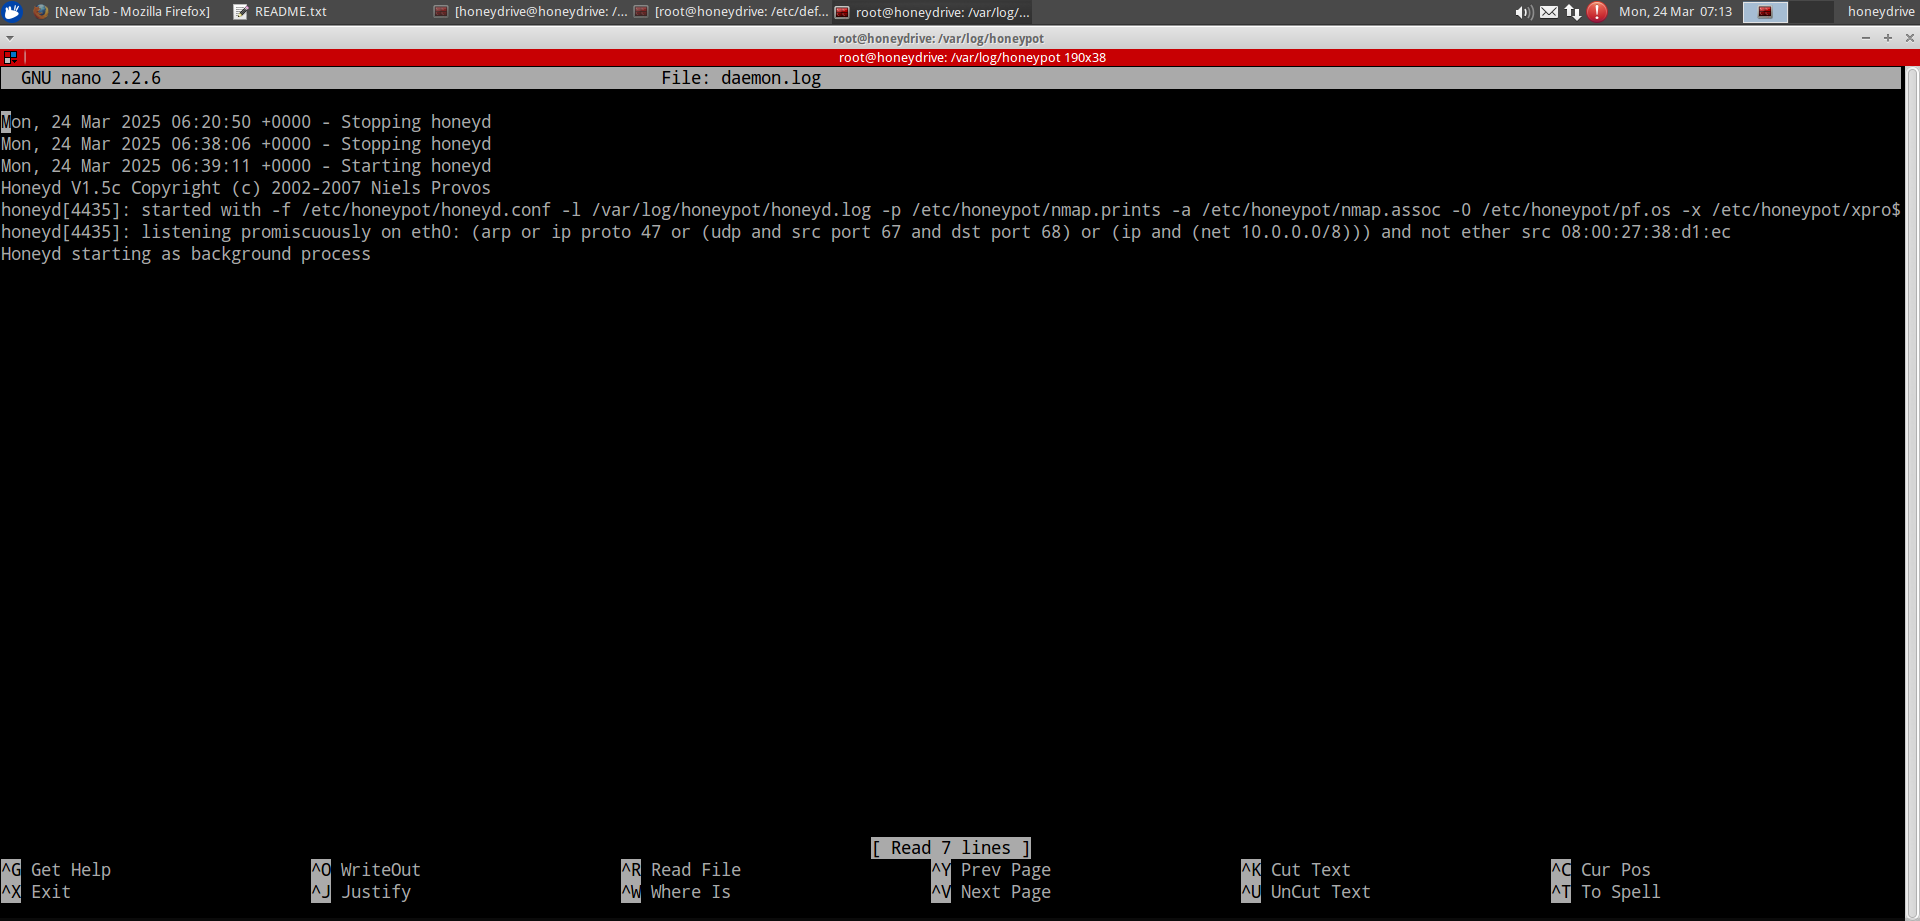 [New Tab - Mozilla Firefox] README.txt [honeydrive@honeydrive: /... [root@honeydrive: /etc/def... root@honeydrive: /var/log/... Mon, 24 Mar 07:13 honeydrive
root@honeydrive: /var/log/honeypot
root@honeydrive: /var/log/honeypot 190x38
GNU nano 2.2.6 File: daemon.log
Mon, 24 Mar 2025 06:20:50 +0000 - Stopping honeyd
Mon, 24 Mar 2025 06:38:06 +0000 - Stopping honeyd
Mon, 24 Mar 2025 06:39:11 +0000 - Starting honeyd
Honeyd V1.5c Copyright (c) 2002-2007 Niels Provos
honeyd[4435]: started with -f /etc/honeypot/honeyd.conf -l /var/log/honeypot/honeyd.log -p /etc/honeypot/nmap.prints -a /etc/honeypot/nmap.assoc -0 /etc/honeypot/pf.os -x /etc/honeypot/xpro$
honeyd[4435]: listening promiscuously on eth0: (arp or ip proto 47 or (udp and src port 67 and dst port 68) or (ip and (net 10.0.0.0/8))) and not ether src 08:00:27:38:d1:ec
Honeyd starting as background process
[ Read 7 lines ]
^G Get Help ^O WriteOut ^R Read File ^Y Prev Page ^K Cut Text ^C Cur Pos
^X Exit ^J Justify ^W Where Is ^V Next Page ^U UnCut Text ^T To Spell